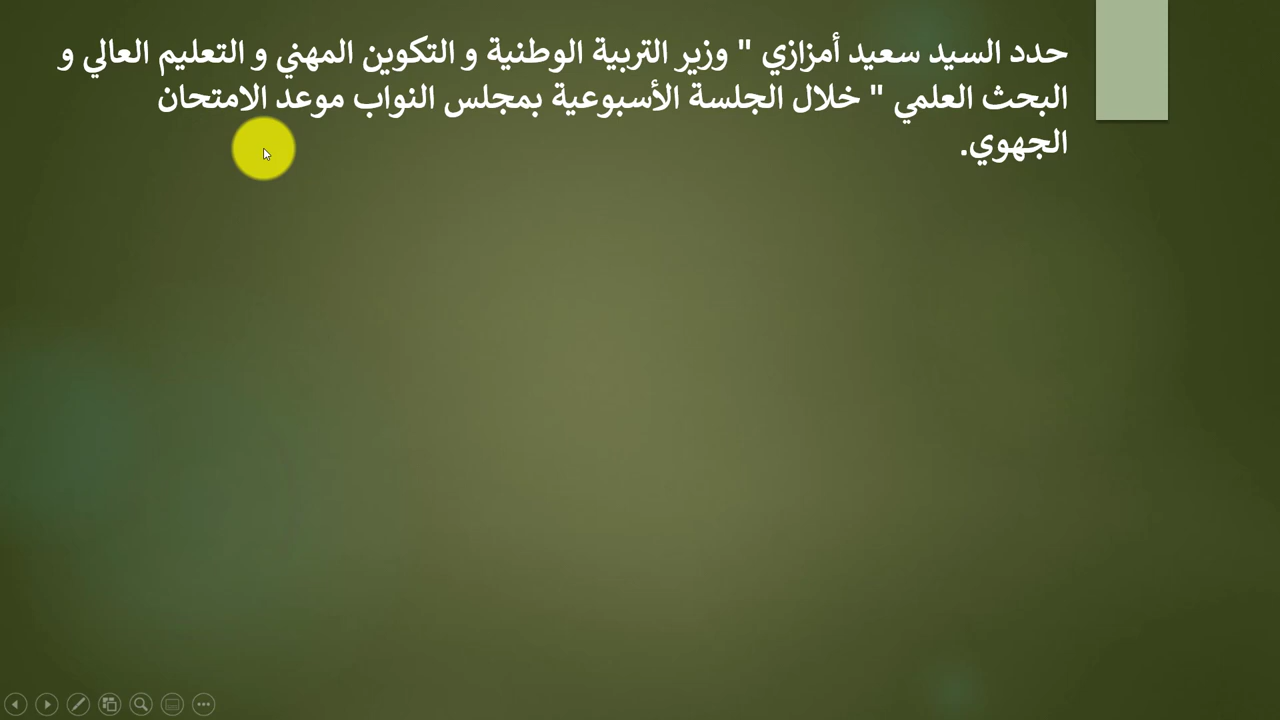 حدد السيد سعيد أمزازي " وزير التربية الوطنية و التكوين المهني و التعليم العالي و
البحث العلمي " خلال الجلسة الأسبوعية بمجلس النواب موعد الامتحان
الجهوي.